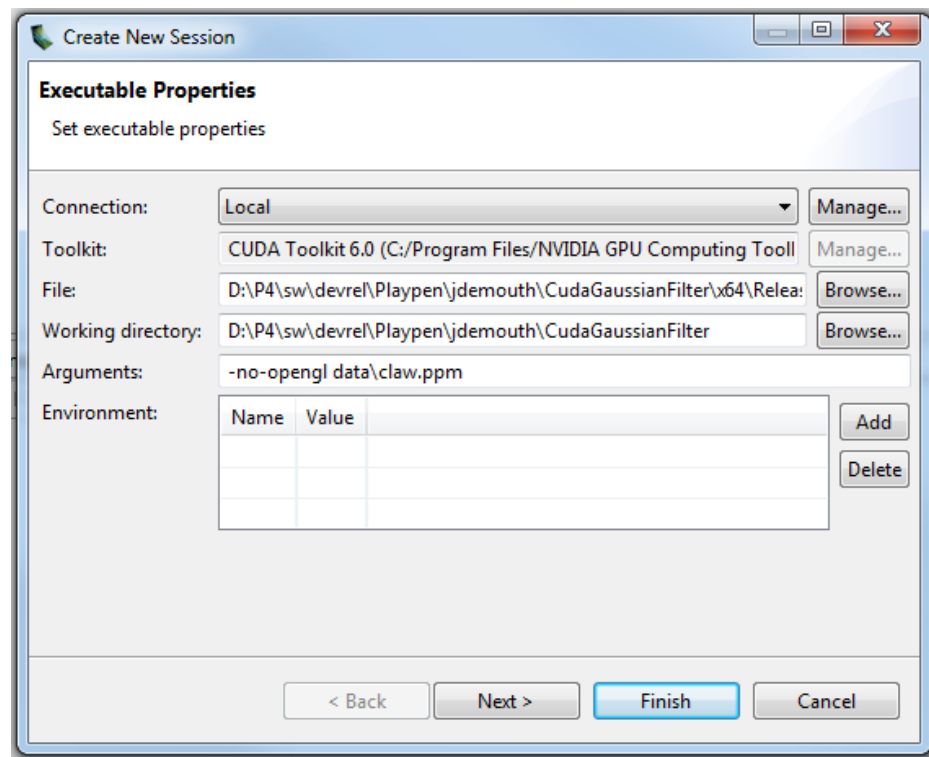 Create New Session
Executable Properties
Set executable properties
Connection: Local Manage...
Toolkit: CUDA Toolkit 6.0 (C:/Program Files/NVIDIA GPU Computing Tooll Manage...
File: D:\P4\sw\devrel\Playpen\jdemouth\CudaGaussianFilter\x64\Releas Browse...
Working directory: D:\P4\sw\devrel\Playpen\jdemouth\CudaGaussianFilter Browse...
Arguments: -no-opengl data\claw.ppm
Environment: Name Value Add
Delete
< Back Next > Finish Cancel